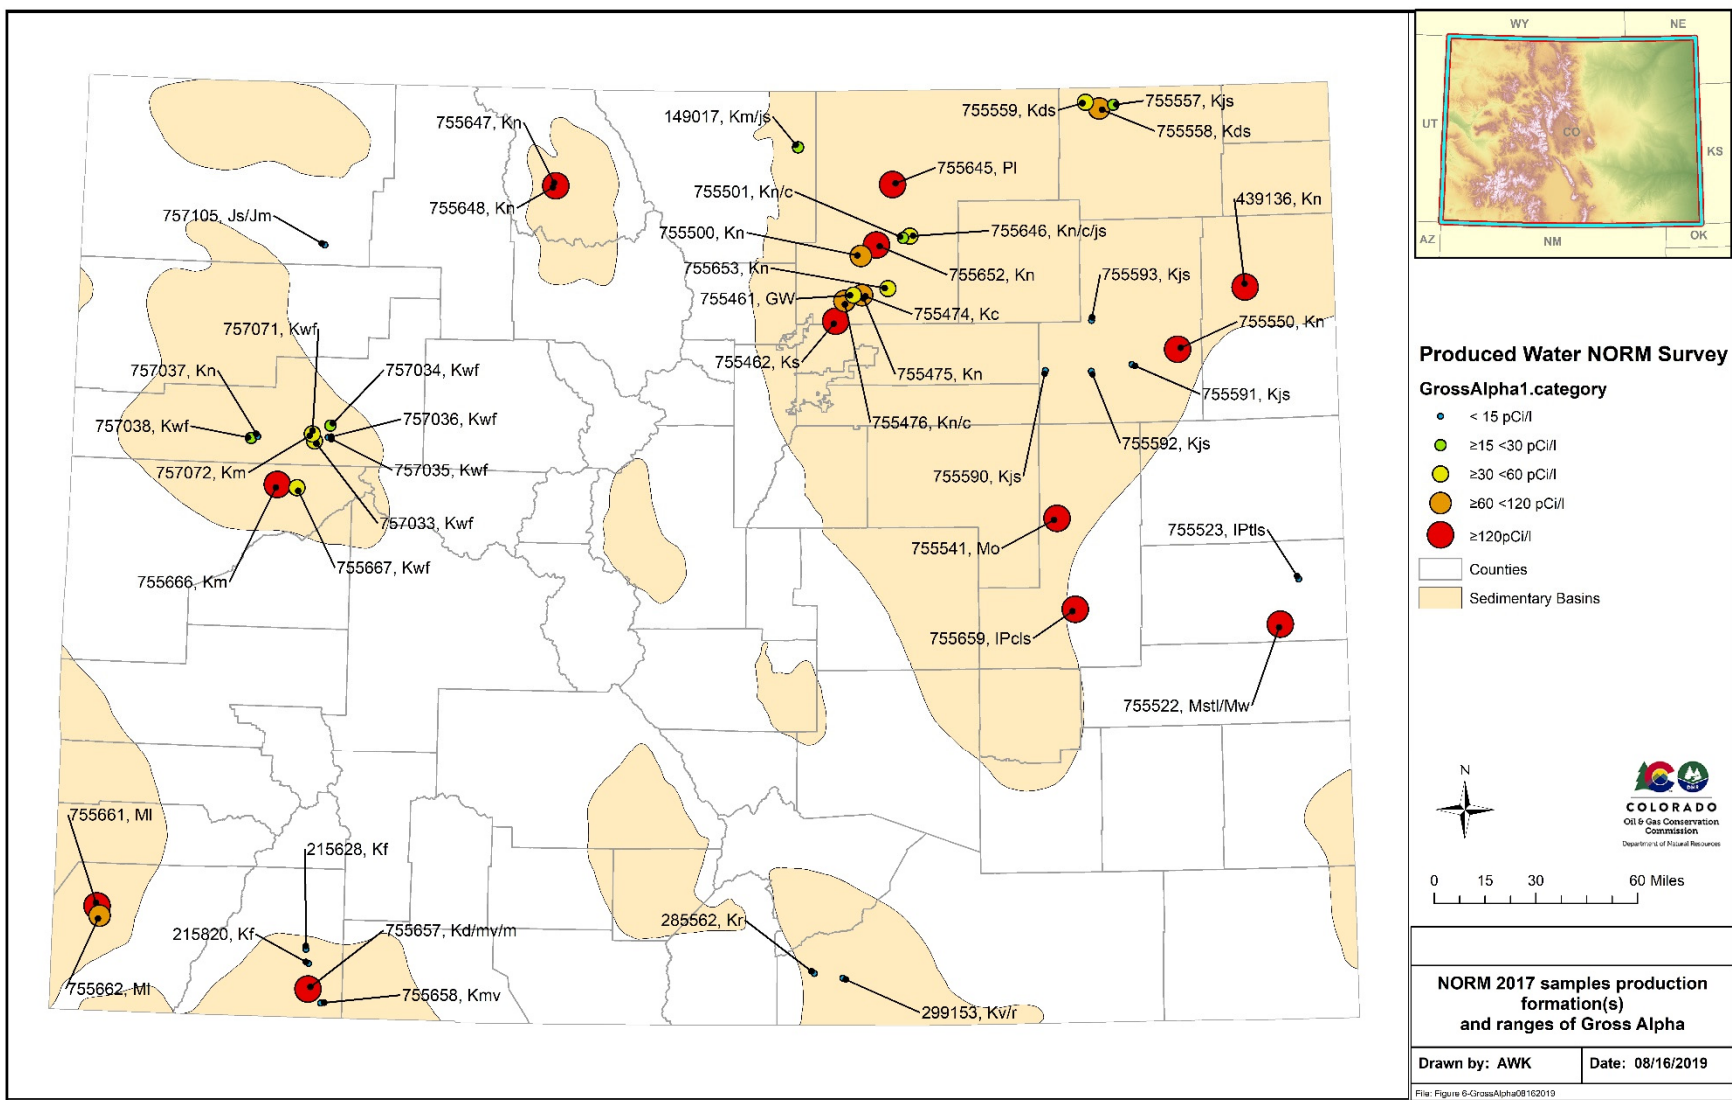 755647, Kn
149017, Km/js
755559, Kds
755557, Kjs
755558, Kds
755645, Pl
755501, Kn/c
755648, Kn
439136, Kn
757105, Js/Jm
755500, Kn
755646, Kn/c/js
755653, Kn
755652, Kn
755593, Kjs
755461, GW
755474, Kc
757071, Kwf
755550, Kn
755462, Ks
757037, Kn
757034, Kwf
755475, Kn
755591, Kjs
757038, Kwf
757036, Kwf
755476, Kn/c
755592, Kjs
757072, Km
757035, Kwf
755590, Kjs
757033, Kwf
755541, Mo
755523, IPtls
755666, Km
755667, Kwf
755659, IPcls
755522, Mstl/Mw
755661, Ml
215628, Kf
215820, Kf
755657, Kd/mv/m
285562, Kr
755662, Ml
755658, Kmv
299153, Kv/r
WY
NE
UT
CO
KS
AZ
NM
OK
Produced Water NORM Survey
GrossAlpha1.category
< 15 pCi/l
≥15 <30 pCi/l
≥30 <60 pCi/l
≥60 <120 pCi/l
≥120pCi/l
Counties
Sedimentary Basins
N
COLORADO
Oil & Gas Conservation
Commission
Department of Natural Resources
0 15 30 60 Miles
NORM 2017 samples production
formation(s)
and ranges of Gross Alpha
Drawn by: AWK
Date: 08/16/2019
File: Figure 6-GrossAlpha08162019